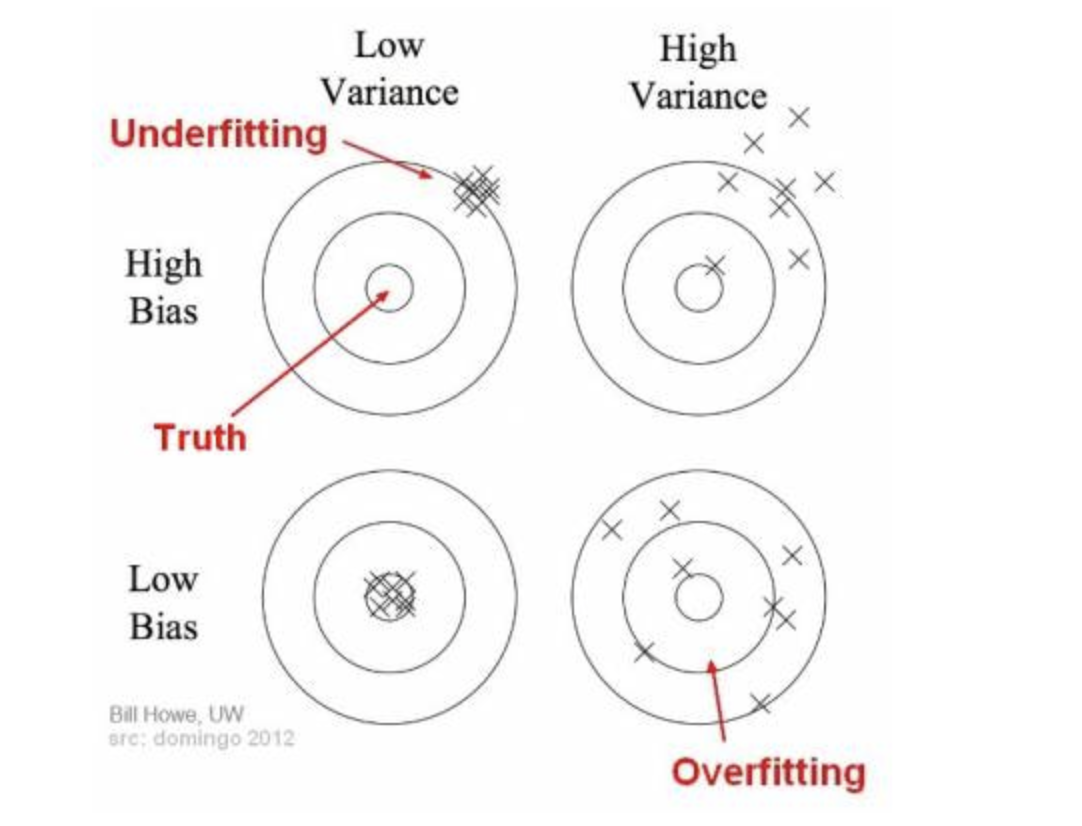 Low
Variance
High
Variance
Underfitting
High
Bias
Truth
Low
Bias
Bill Howe, UW
src: domingo 2012
Overfitting